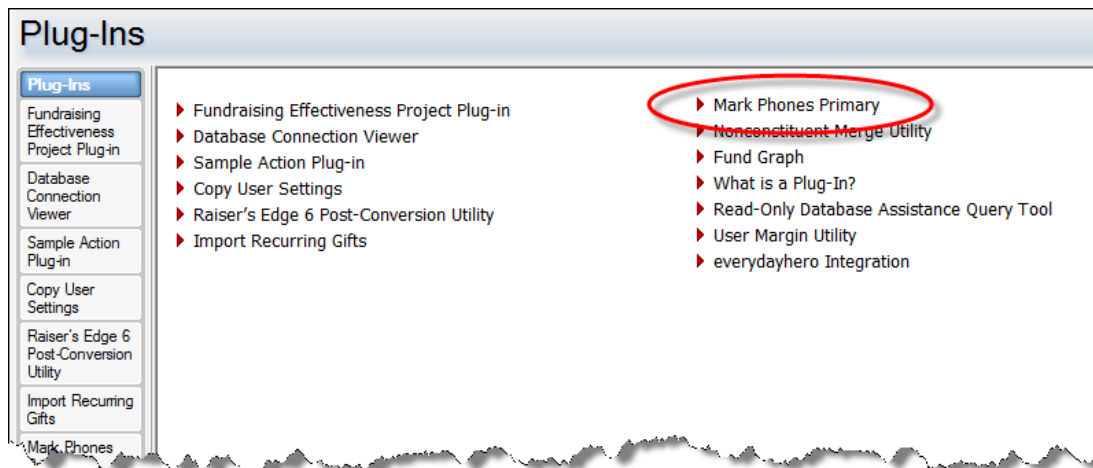 Plug-Ins
Plug-Ins
Fundraising
Effectiveness
Project Plug-in
Database
Connection
Viewer
Sample Action
Plug-in
Copy User
Settings
Raiser's Edge 6
Post-Conversion
Utility
Import Recurring
Gifts
Mark Phones
Fundraising Effectiveness Project Plug-in
Database Connection Viewer
Sample Action Plug-in
Copy User Settings
Raiser's Edge 6 Post-Conversion Utility
Import Recurring Gifts
Mark Phones Primary
Nonconstituent Merge Utility
Fund Graph
What is a Plug-In?
Read-Only Database Assistance Query Tool
User Margin Utility
everydayhero Integration